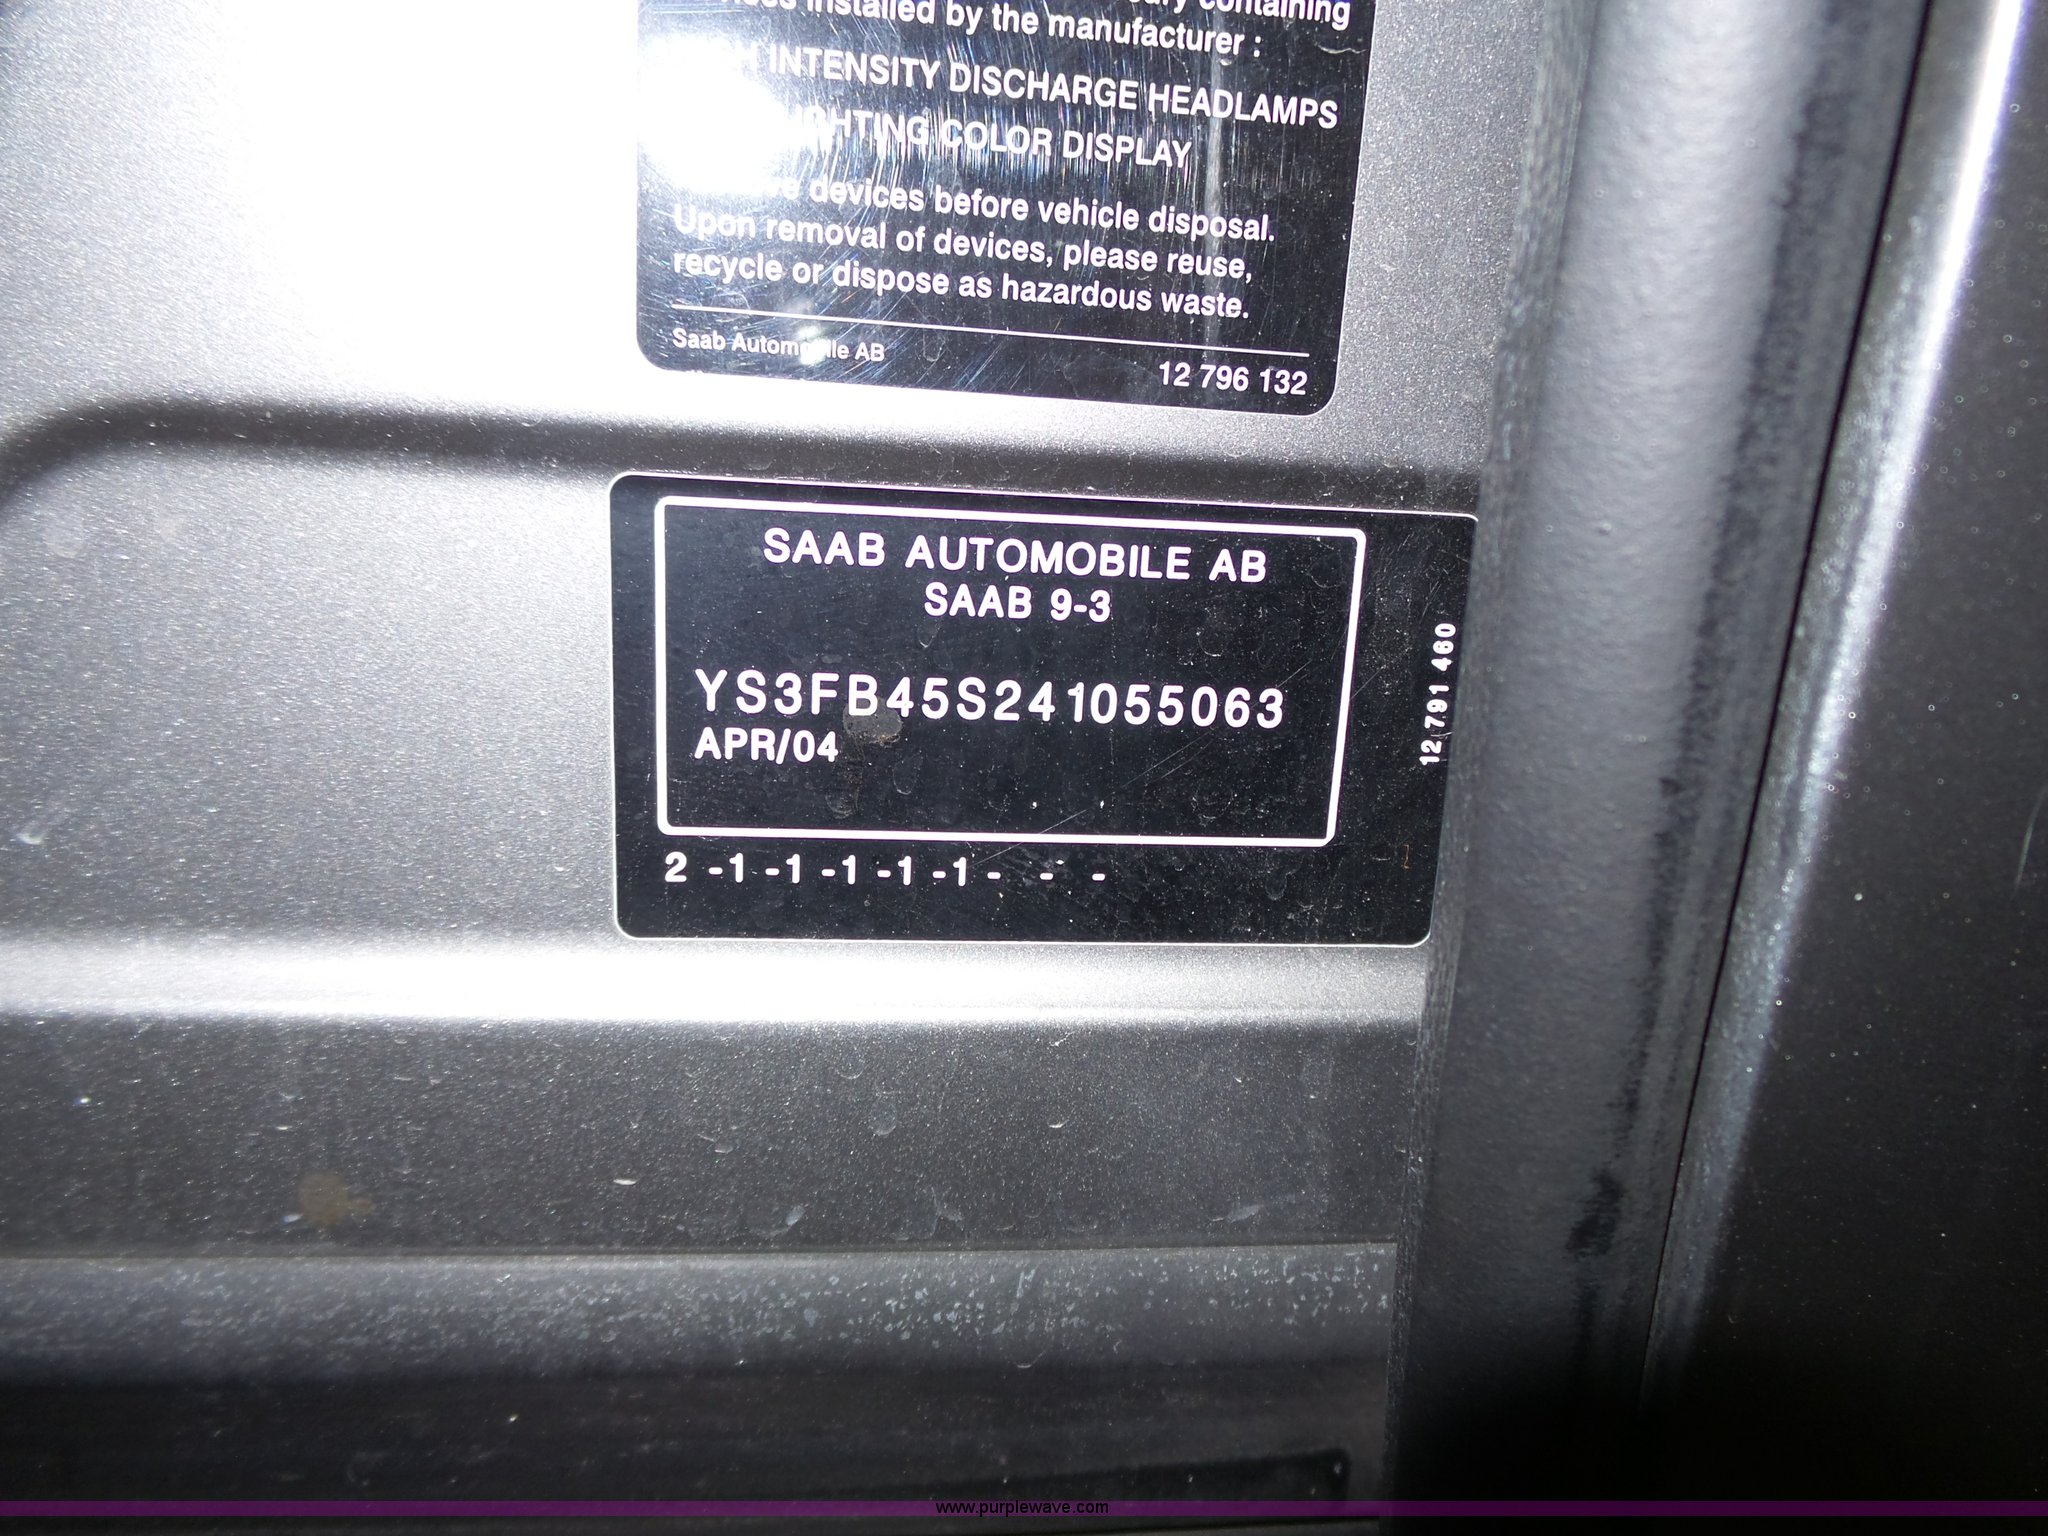 containing
installed by the manufacturer :
INTENSITY DISCHARGE HEADLAMPS
COLOR DISPLAY
devices before vehicle disposal.
Upon removal of devices, please reuse,
recycle or dispose as hazardous waste.
Saab Automobile AB
12 796 132
SAAB AUTOMOBILE AB
SAAB 9-3
YS3FB45S241055063
APR/04
2 -1 -1 -1 -1 -1 - - -
12 791 460
www.purplewave.com